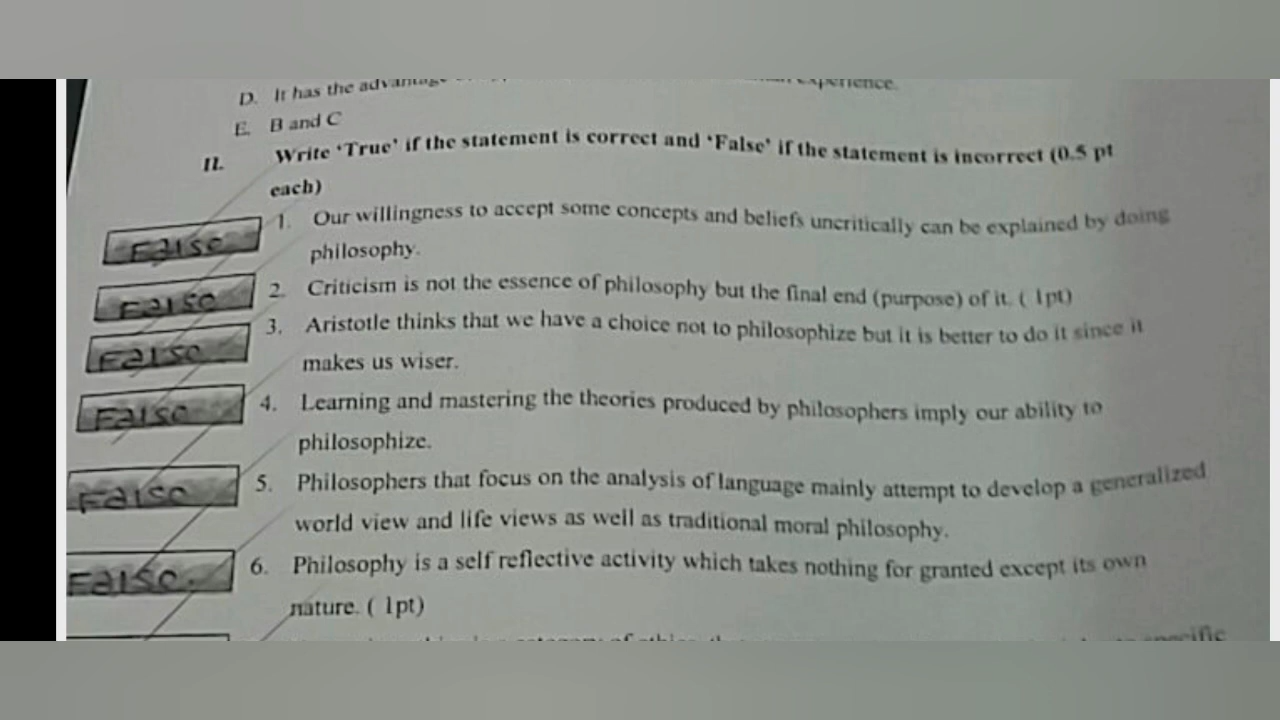 D. It has the advantage experience.
E. B and C
II. Write ‘True’ if the statement is correct and ‘False’ if the statement is incorrect (0.5 pt
each)
False 1. Our willingness to accept some concepts and beliefs uncritically can be explained by doing
philosophy.
False 2. Criticism is not the essence of philosophy but the final end (purpose) of it. ( 1pt)
False 3. Aristotle thinks that we have a choice not to philosophize but it is better to do it since it
makes us wiser.
False 4. Learning and mastering the theories produced by philosophers imply our ability to
philosophize.
False 5. Philosophers that focus on the analysis of language mainly attempt to develop a generalized
world view and life views as well as traditional moral philosophy.
False. 6. Philosophy is a self reflective activity which takes nothing for granted except its own
nature. ( 1pt)
specific